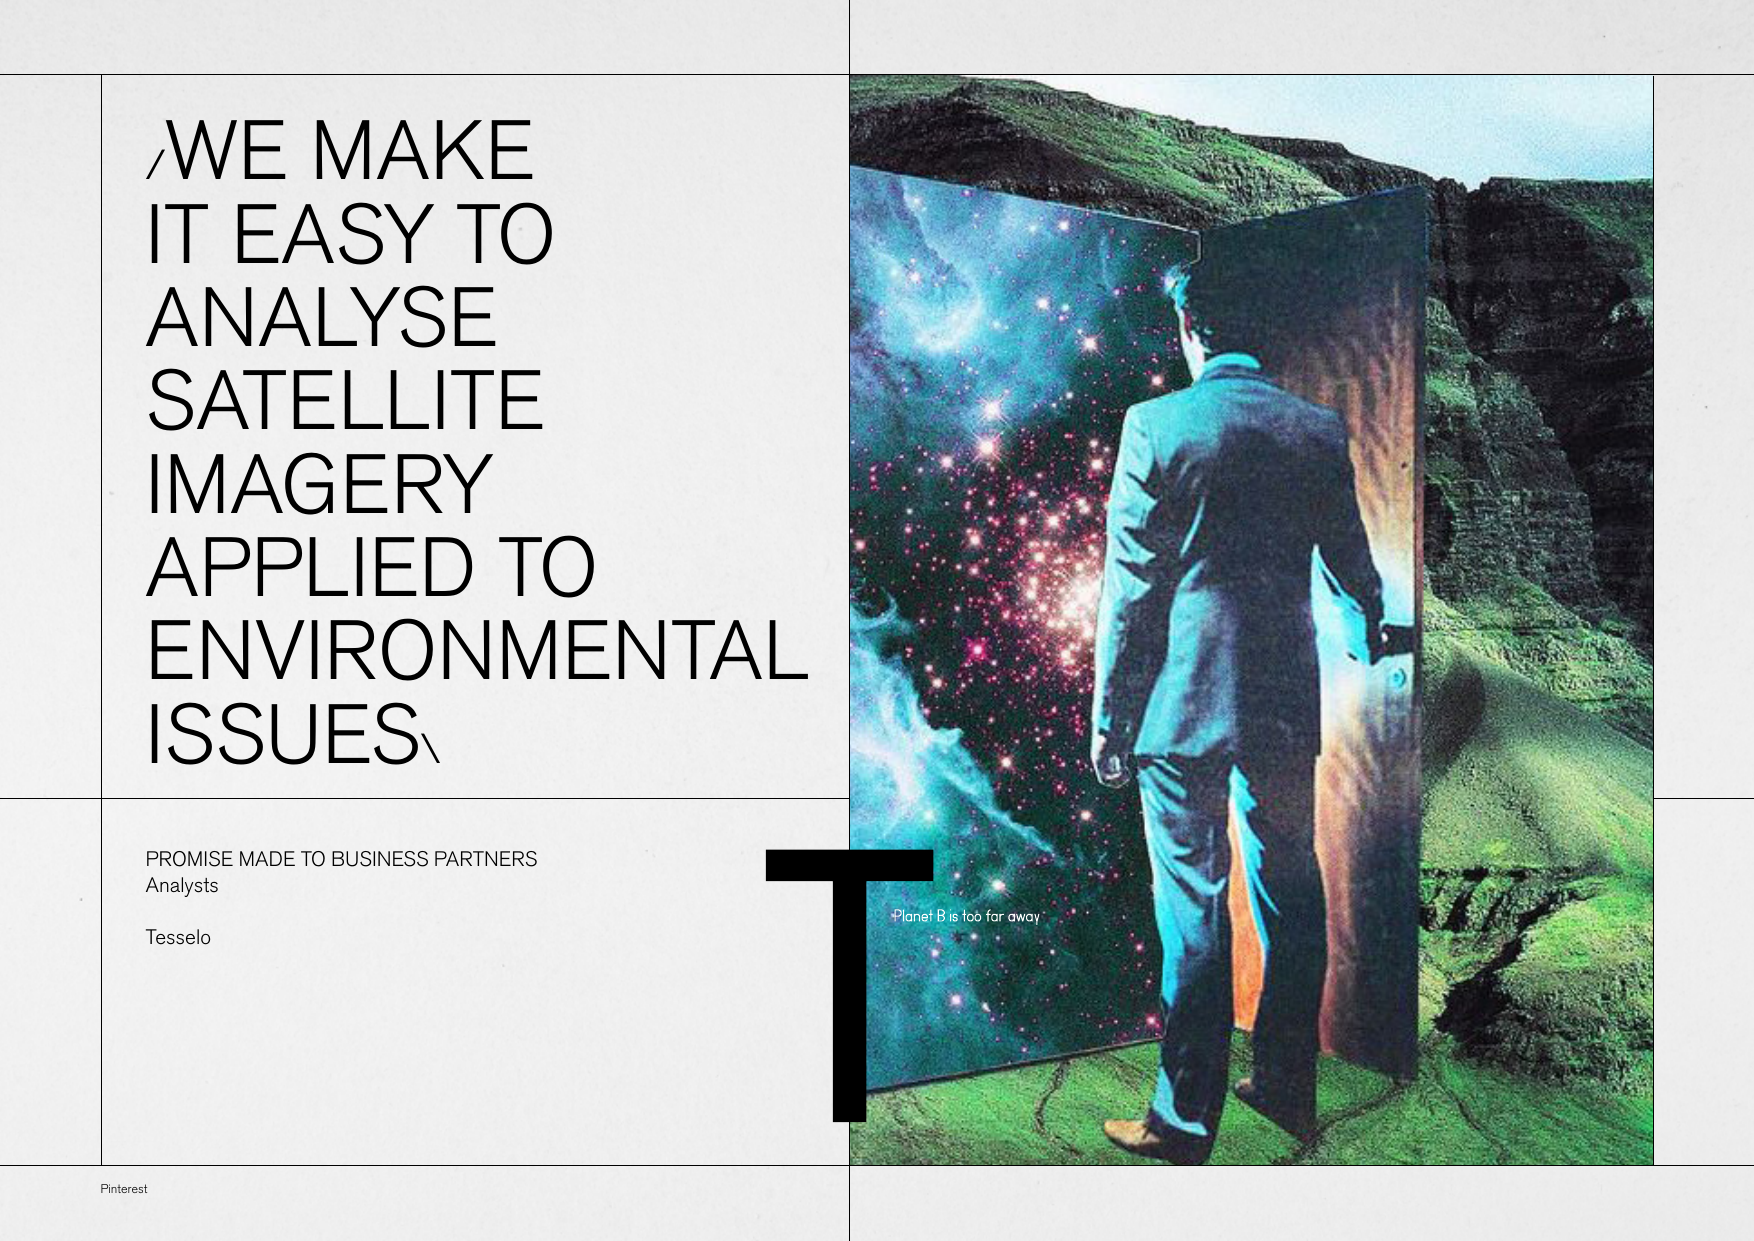 /WE MAKE
IT EASY TO
ANALYSE
SATELLITE
IMAGERY
APPLIED TO
ENVIRONMENTAL
ISSUES\
PROMISE MADE TO BUSINESS PARTNERS
Analysts
Tesselo
T
Planet B is too far away
Pinterest